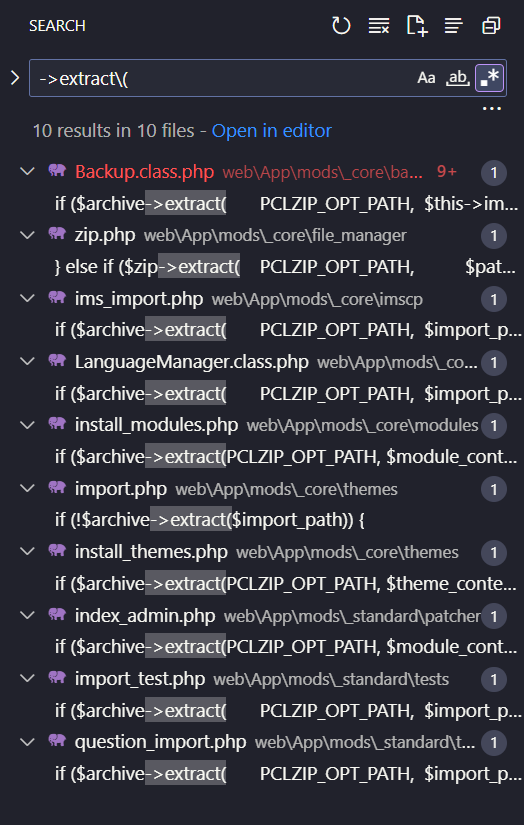 SEARCH
->extract\( Aa ab .*
...
10 results in 10 files - Open in editor
Backup.class.php web\App\mods\_core\ba... 9+ 1
if ($archive->extract( PCLZIP_OPT_PATH, $this->im...
zip.php web\App\mods\_core\file_manager 1
} else if ($zip->extract( PCLZIP_OPT_PATH, $pat...
ims_import.php web\App\mods\_core\imscp 1
if ($archive->extract( PCLZIP_OPT_PATH, $import_p...
LanguageManager.class.php web\App\mods\_co... 1
if ($archive->extract( PCLZIP_OPT_PATH, $import_p...
install_modules.php web\App\mods\_core\modules 1
if ($archive->extract(PCLZIP_OPT_PATH, $module_cont...
import.php web\App\mods\_core\themes 1
if (!$archive->extract($import_path)) {
install_themes.php web\App\mods\_core\themes 1
if ($archive->extract(PCLZIP_OPT_PATH, $theme_conte...
index_admin.php web\App\mods\_standard\patcher 1
if ($archive->extract(PCLZIP_OPT_PATH, $module_cont...
import_test.php web\App\mods\_standard\tests 1
if ($archive->extract( PCLZIP_OPT_PATH, $import_p...
question_import.php web\App\mods\_standard\t... 1
if ($archive->extract( PCLZIP_OPT_PATH, $import_p...